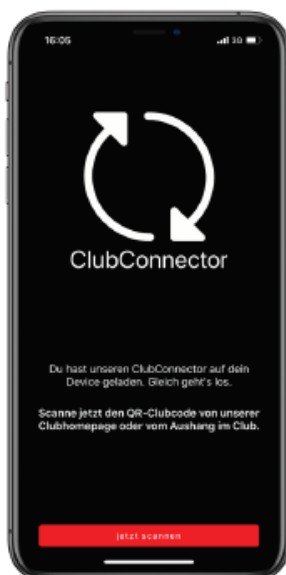 16:05
3G
ClubConnector
Du hast unseren ClubConnector auf dein
Device geladen. Gleich geht's los.
Scanne jetzt den QR-Clubcode von unserer
Clubhomepage oder vom Aushang im Club.
jetzt scannen